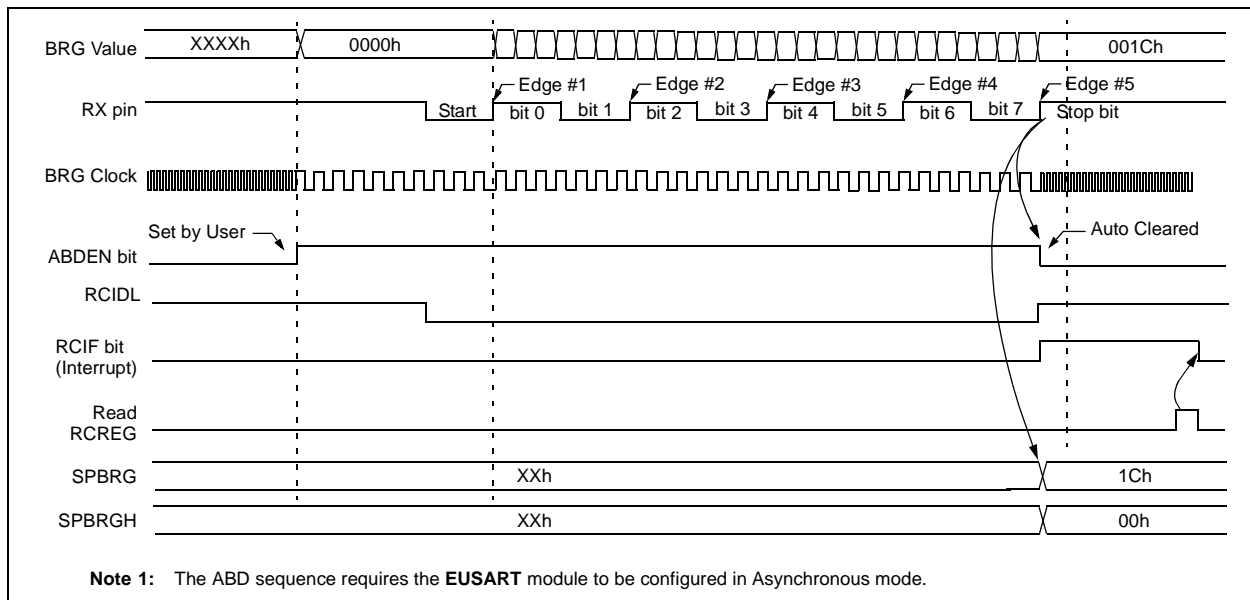 BRG Value
XXXXh
0000h
001Ch
Edge #1
Edge #2
Edge #3
Edge #4
Edge #5
RX pin
Start
bit 0
bit 1
bit 2
bit 3
bit 4
bit 5
bit 6
bit 7
Stop bit
BRG Clock
Set by User
Auto Cleared
ABDEN bit
RCIDL
RCIF bit
(Interrupt)
Read
RCREG
SPBRG
XXh
1Ch
SPBRGH
XXh
00h
Note 1: The ABD sequence requires the EUSART module to be configured in Asynchronous mode.